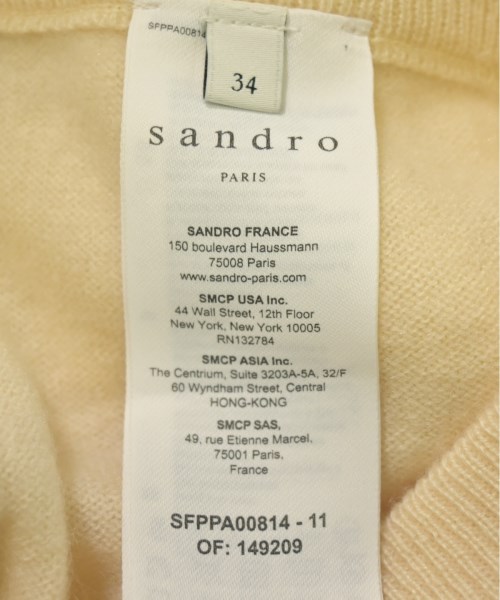 SFPPA00814
34
sandro
PARIS
SANDRO FRANCE
150 boulevard Haussmann
75008 Paris
www.sandro-paris.com
SMCP USA Inc.
44 Wall Street, 12th Floor
New York, New York 10005
RN132784
SMCP ASIA Inc.
The Centrium, Suite 3203A-5A, 32/F
60 Wyndham Street, Central
HONG-KONG
SMCP SAS,
49, rue Etienne Marcel,
75001 Paris,
France
SFPPA00814 - 11
OF: 149209